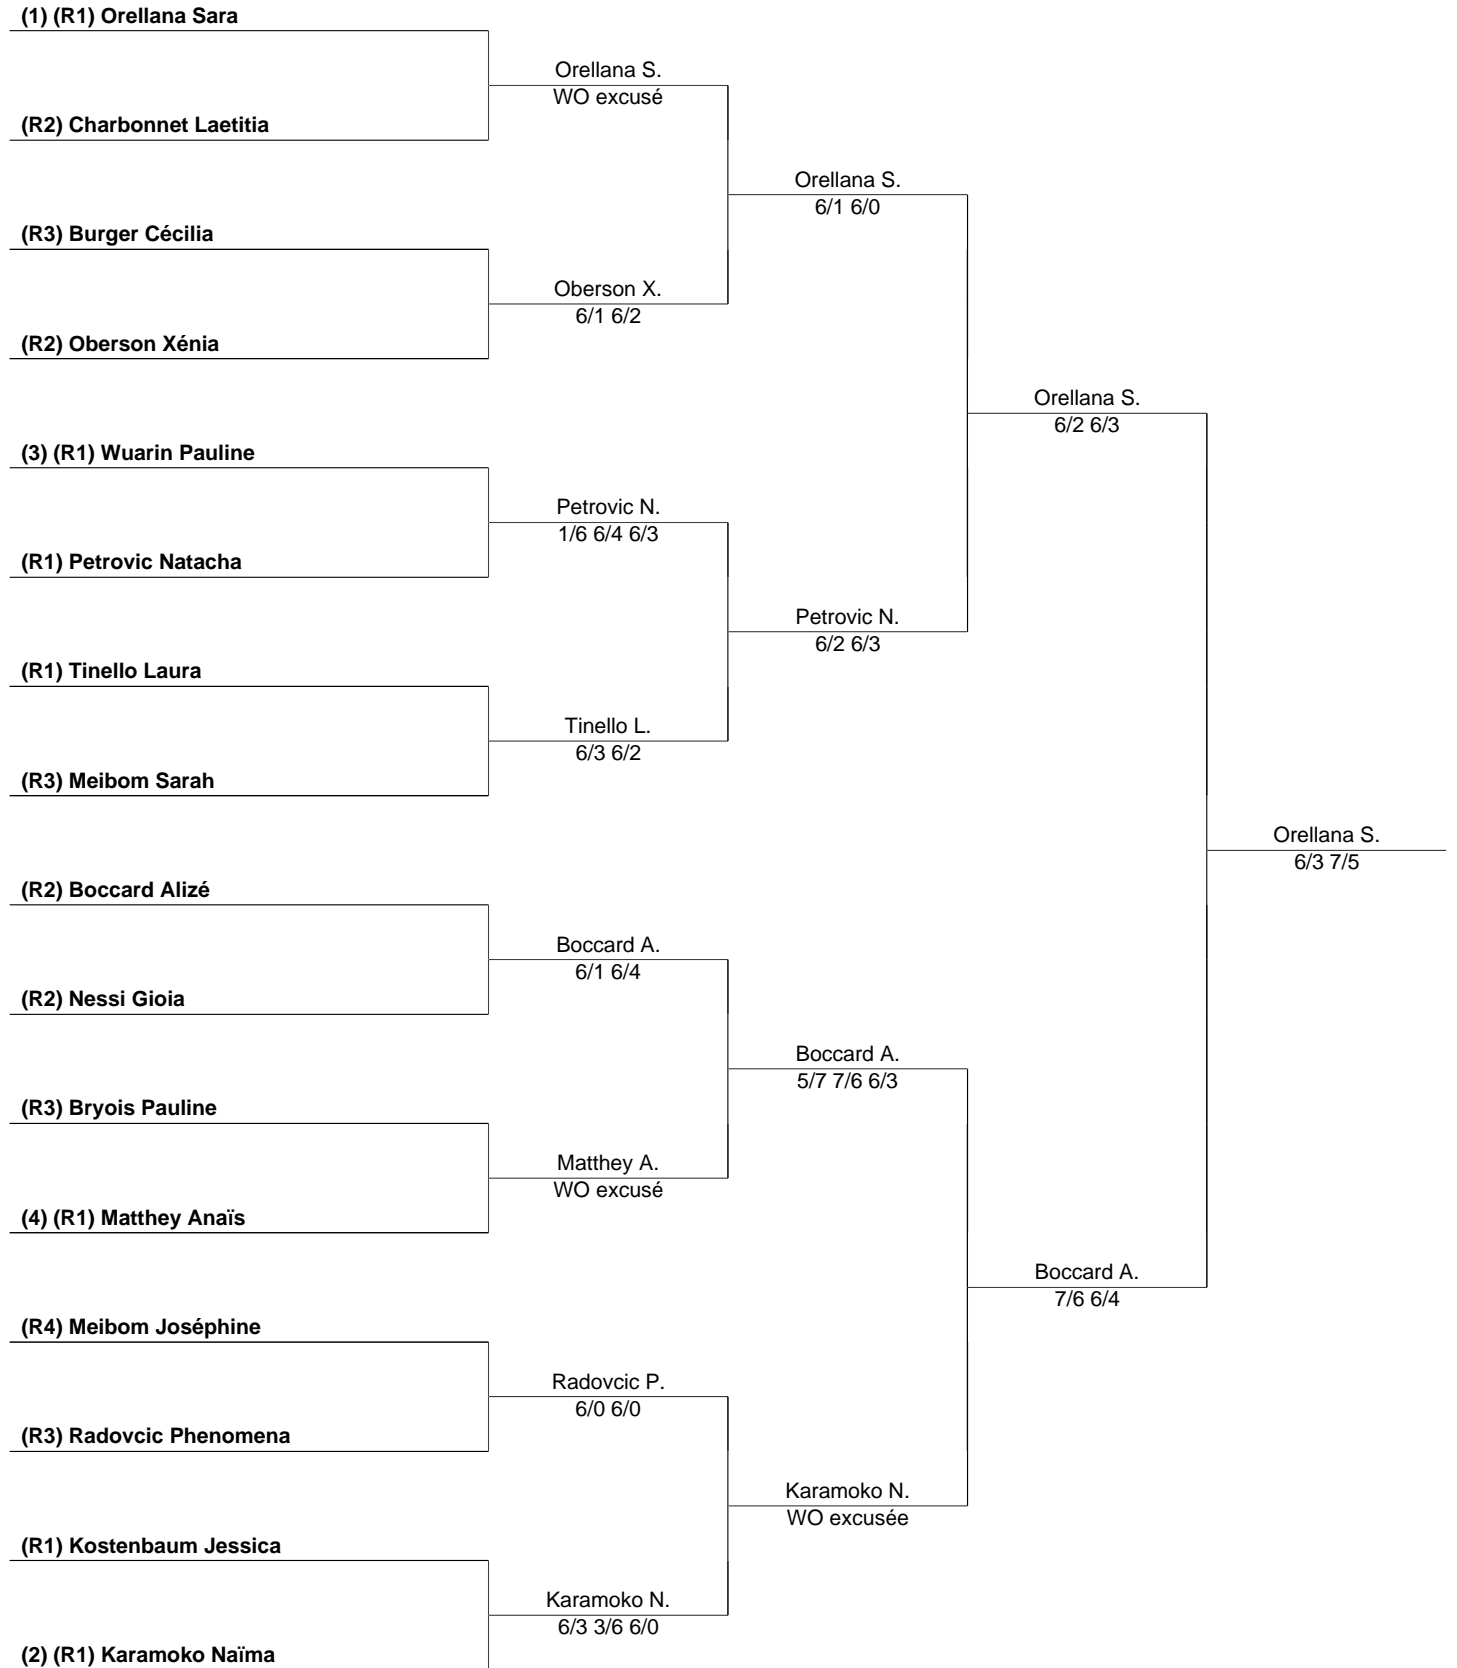 (1) (R1) Orellana Sara
Orellana S.
WO excusé
(R2) Charbonnet Laetitia
Orellana S.
6/1 6/0
(R3) Burger Cécilia
Oberson X.
6/1 6/2
(R2) Oberson Xénia
Orellana S.
6/2 6/3
(3) (R1) Wuarin Pauline
Petrovic N.
1/6 6/4 6/3
(R1) Petrovic Natacha
Petrovic N.
6/2 6/3
(R1) Tinello Laura
Tinello L.
6/3 6/2
(R3) Meibom Sarah
Orellana S.
6/3 7/5
(R2) Boccard Alizé
Boccard A.
6/1 6/4
(R2) Nessi Gioia
Boccard A.
5/7 7/6 6/3
(R3) Bryois Pauline
Matthey A.
WO excusé
(4) (R1) Matthey Anaïs
Boccard A.
7/6 6/4
(R4) Meibom Joséphine
Radovcic P.
6/0 6/0
(R3) Radovcic Phenomena
Karamoko N.
WO excusée
(R1) Kostenbaum Jessica
Karamoko N.
6/3 3/6 6/0
(2) (R1) Karamoko Naïma